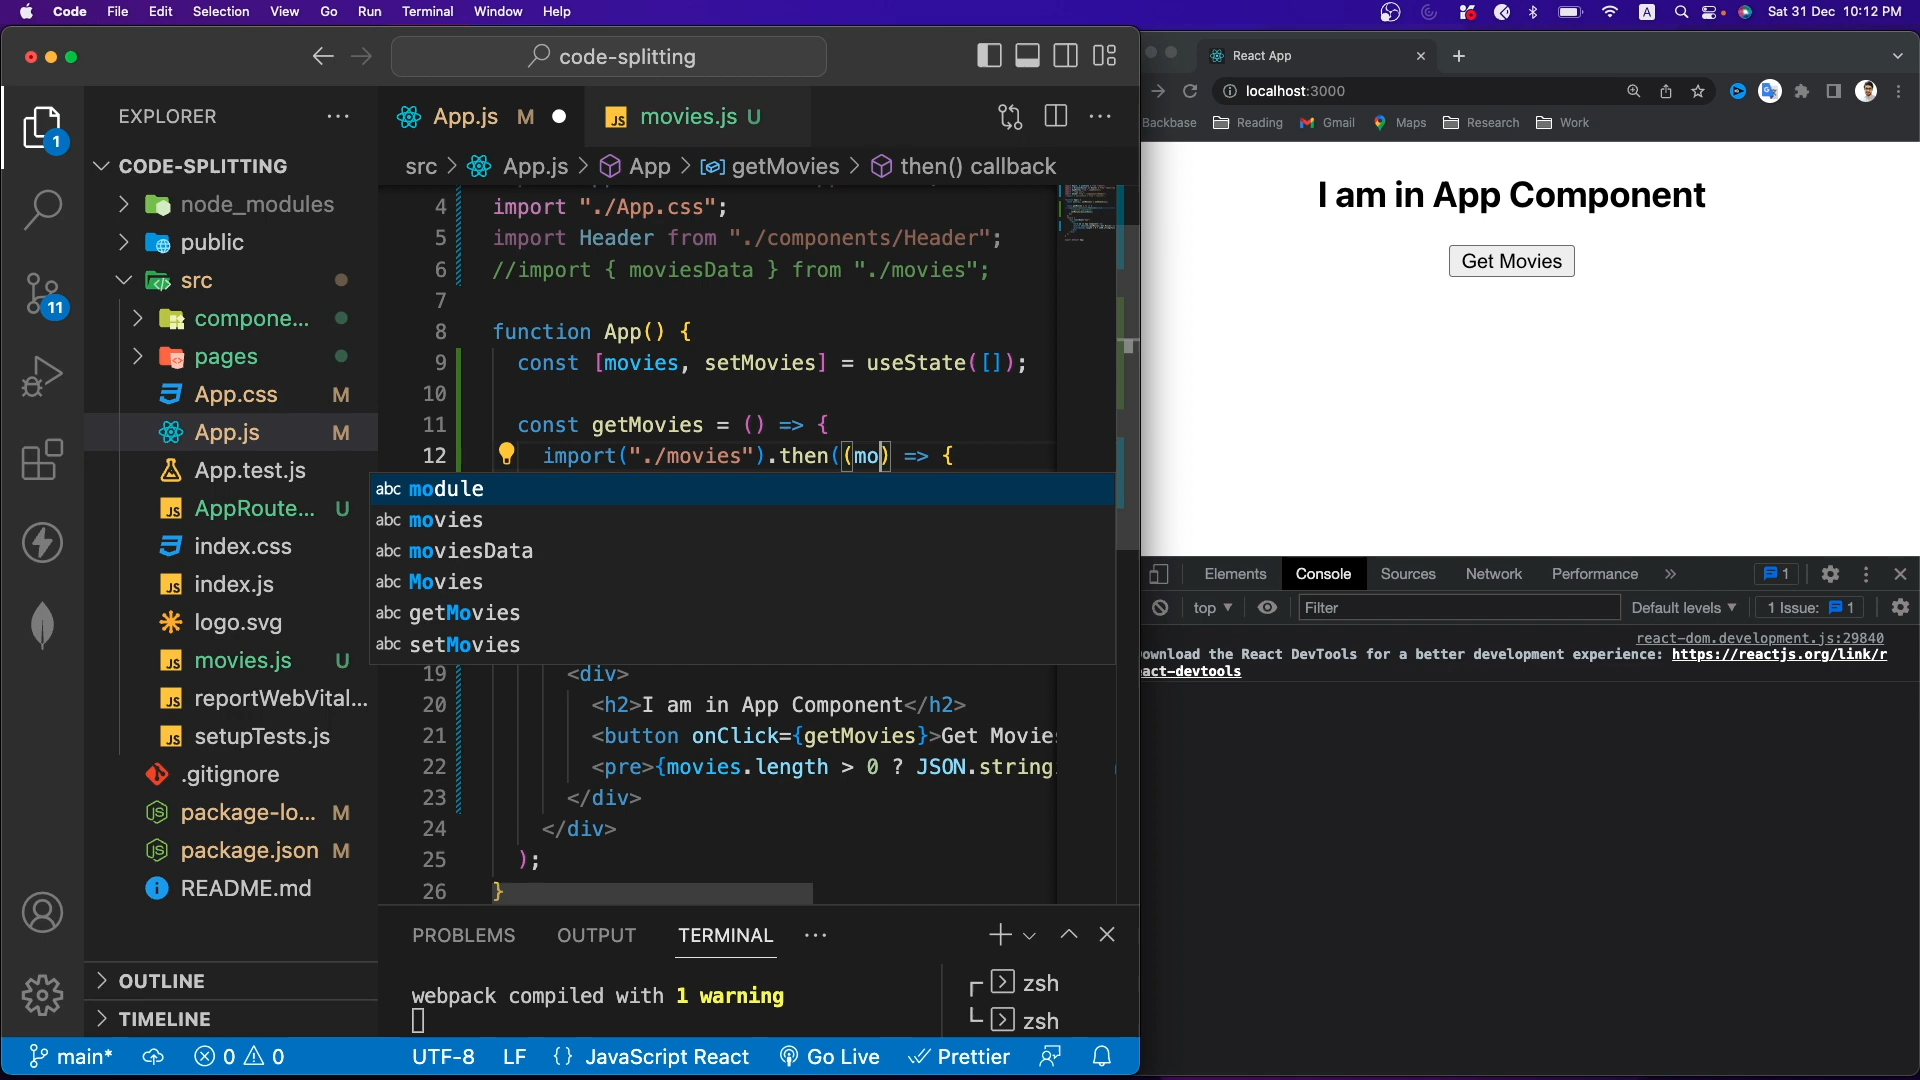 Code File Edit Selection View Go Run Terminal Window Help
A Sat 31 Dec 10:12 PM
code-splitting
EXPLORER
1
CODE-SPLITTING
node_modules
public
src
compone...
pages
App.css M
App.js M
App.test.js
AppRoute... U
index.css
index.js
logo.svg
movies.js U
reportWebVital...
setupTests.js
.gitignore
package-lo... M
package.json M
README.md
OUTLINE
TIMELINE
11
App.js M
JS movies.js U
src > App.js > App > getMovies > then() callback
4 import "./App.css";
5 import Header from "./components/Header";
6 //import { moviesData } from "./movies";
7
8 function App() {
9 const [movies, setMovies] = useState([]);
10
11 const getMovies = () => {
12 import("./movies").then((mo) => {
abc module
abc movies
abc moviesData
abc Movies
abc getMovies
abc setMovies
19 <div>
20 <h2>I am in App Component</h2>
21 <button onClick={getMovies}>Get Movie
22 <pre>{movies.length > 0 ? JSON.string
23 </div>
24 </div>
25 );
26 }
PROBLEMS OUTPUT TERMINAL
webpack compiled with 1 warning
zsh
zsh
main* 0 0 UTF-8 LF {} JavaScript React Go Live Prettier
React App
localhost:3000
Backbase Reading Gmail Maps Research Work
I am in App Component
Get Movies
Elements Console Sources Network Performance » 1
top Filter Default levels 1 Issue: 1
react-dom.development.js:29840
ownload the React DevTools for a better development experience: https://reactjs.org/link/r
act-devtools